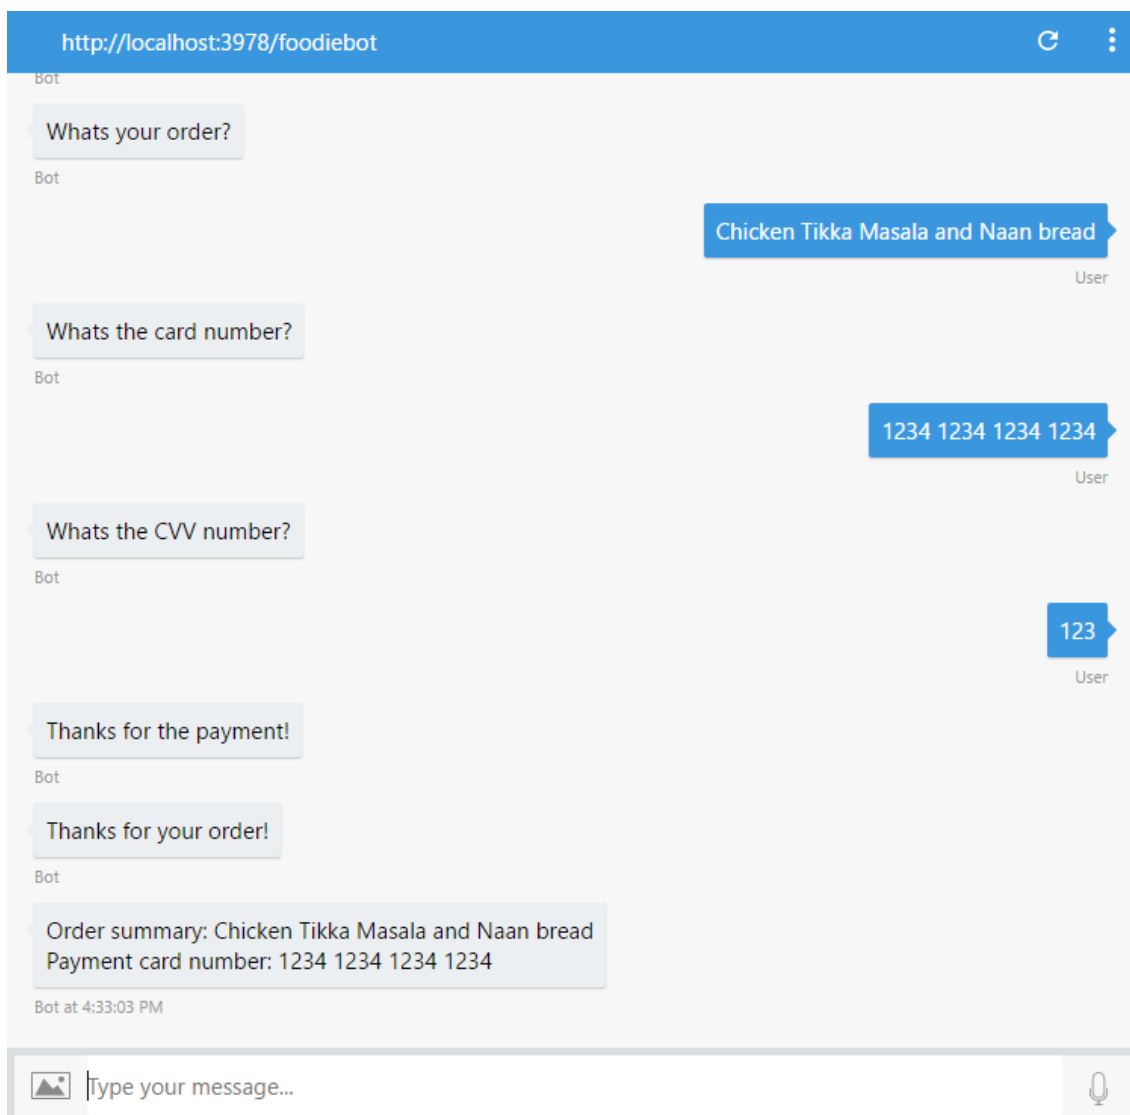 http://localhost:3978/foodiebot
Bot
Whats your order?
Bot
Chicken Tikka Masala and Naan bread
User
Whats the card number?
Bot
1234 1234 1234 1234
User
Whats the CVV number?
Bot
123
User
Thanks for the payment!
Bot
Thanks for your order!
Bot
Order summary: Chicken Tikka Masala and Naan bread
Payment card number: 1234 1234 1234 1234
Bot at 4:33:03 PM
Type your message...